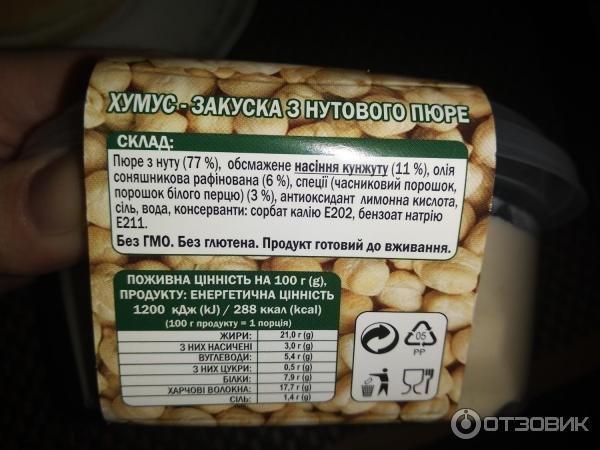 ХУМУС - ЗАКУСКА З НУТОВОГО ПЮРЕ
СКЛАД:
Пюре з нуту (77 %), обсмажене насіння кунжуту (11 %), олія
соняшникова рафінована (6 %), спеції (часниковий порошок,
порошок білого перцю) (3 %), антиоксидант лимонна кислота,
сіль, вода, консерванти: сорбат калію Е202, бензоат натрію
Е211.
Без ГМО. Без глютена. Продукт готовий до вживання.
ПОЖИВНА ЦІННІСТЬ НА 100 г (g),
ПРОДУКТУ: ЕНЕРГЕТИЧНА ЦІННІСТЬ
1200 кДж (kJ) / 288 ккал (kcal)
(100 г продукту = 1 порція)
ЖИРИ: 21,0 г (g)
З НИХ НАСИЧЕНІ 3,0 г (g)
ВУГЛЕВОДИ: 5,4 г (g)
З НИХ ЦУКРИ 0,5 г (g)
БІЛКИ: 7,9 г (g)
ХАРЧОВІ ВОЛОКНА: 17,7 г (g)
СІЛЬ: 1,4 г (g)
05
PP
ОТЗОВИК